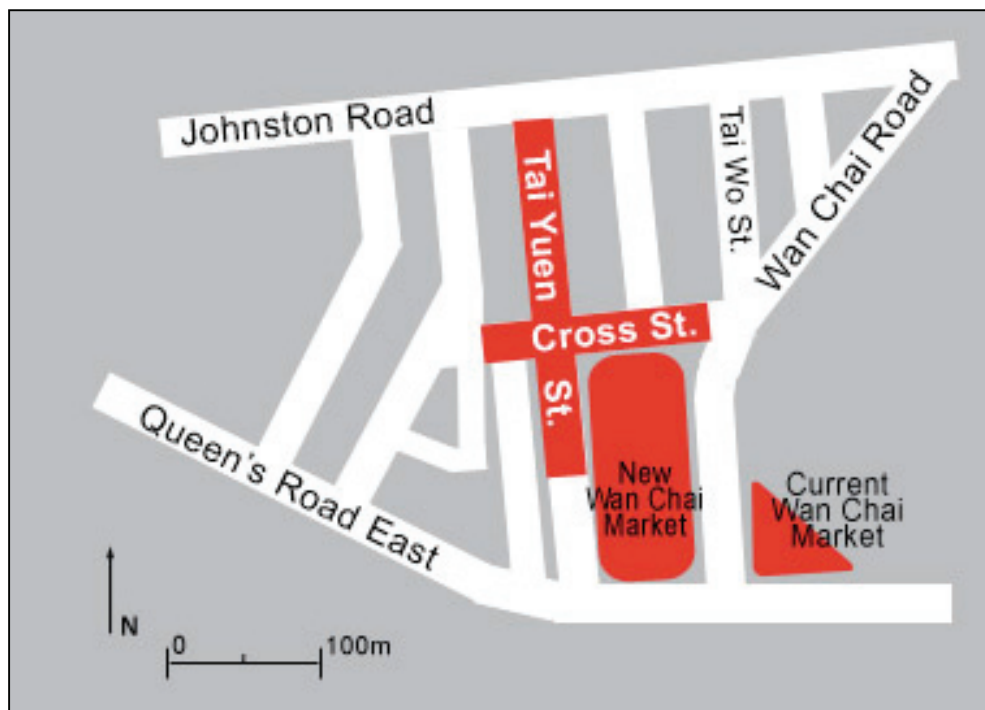 Johnston Road
Tai Yuen
St.
Cross St.
Tai Wo St.
Wan Chai Road
Queen's Road East
New
Wan Chai
Market
Current
Wan Chai
Market
N
0
100m